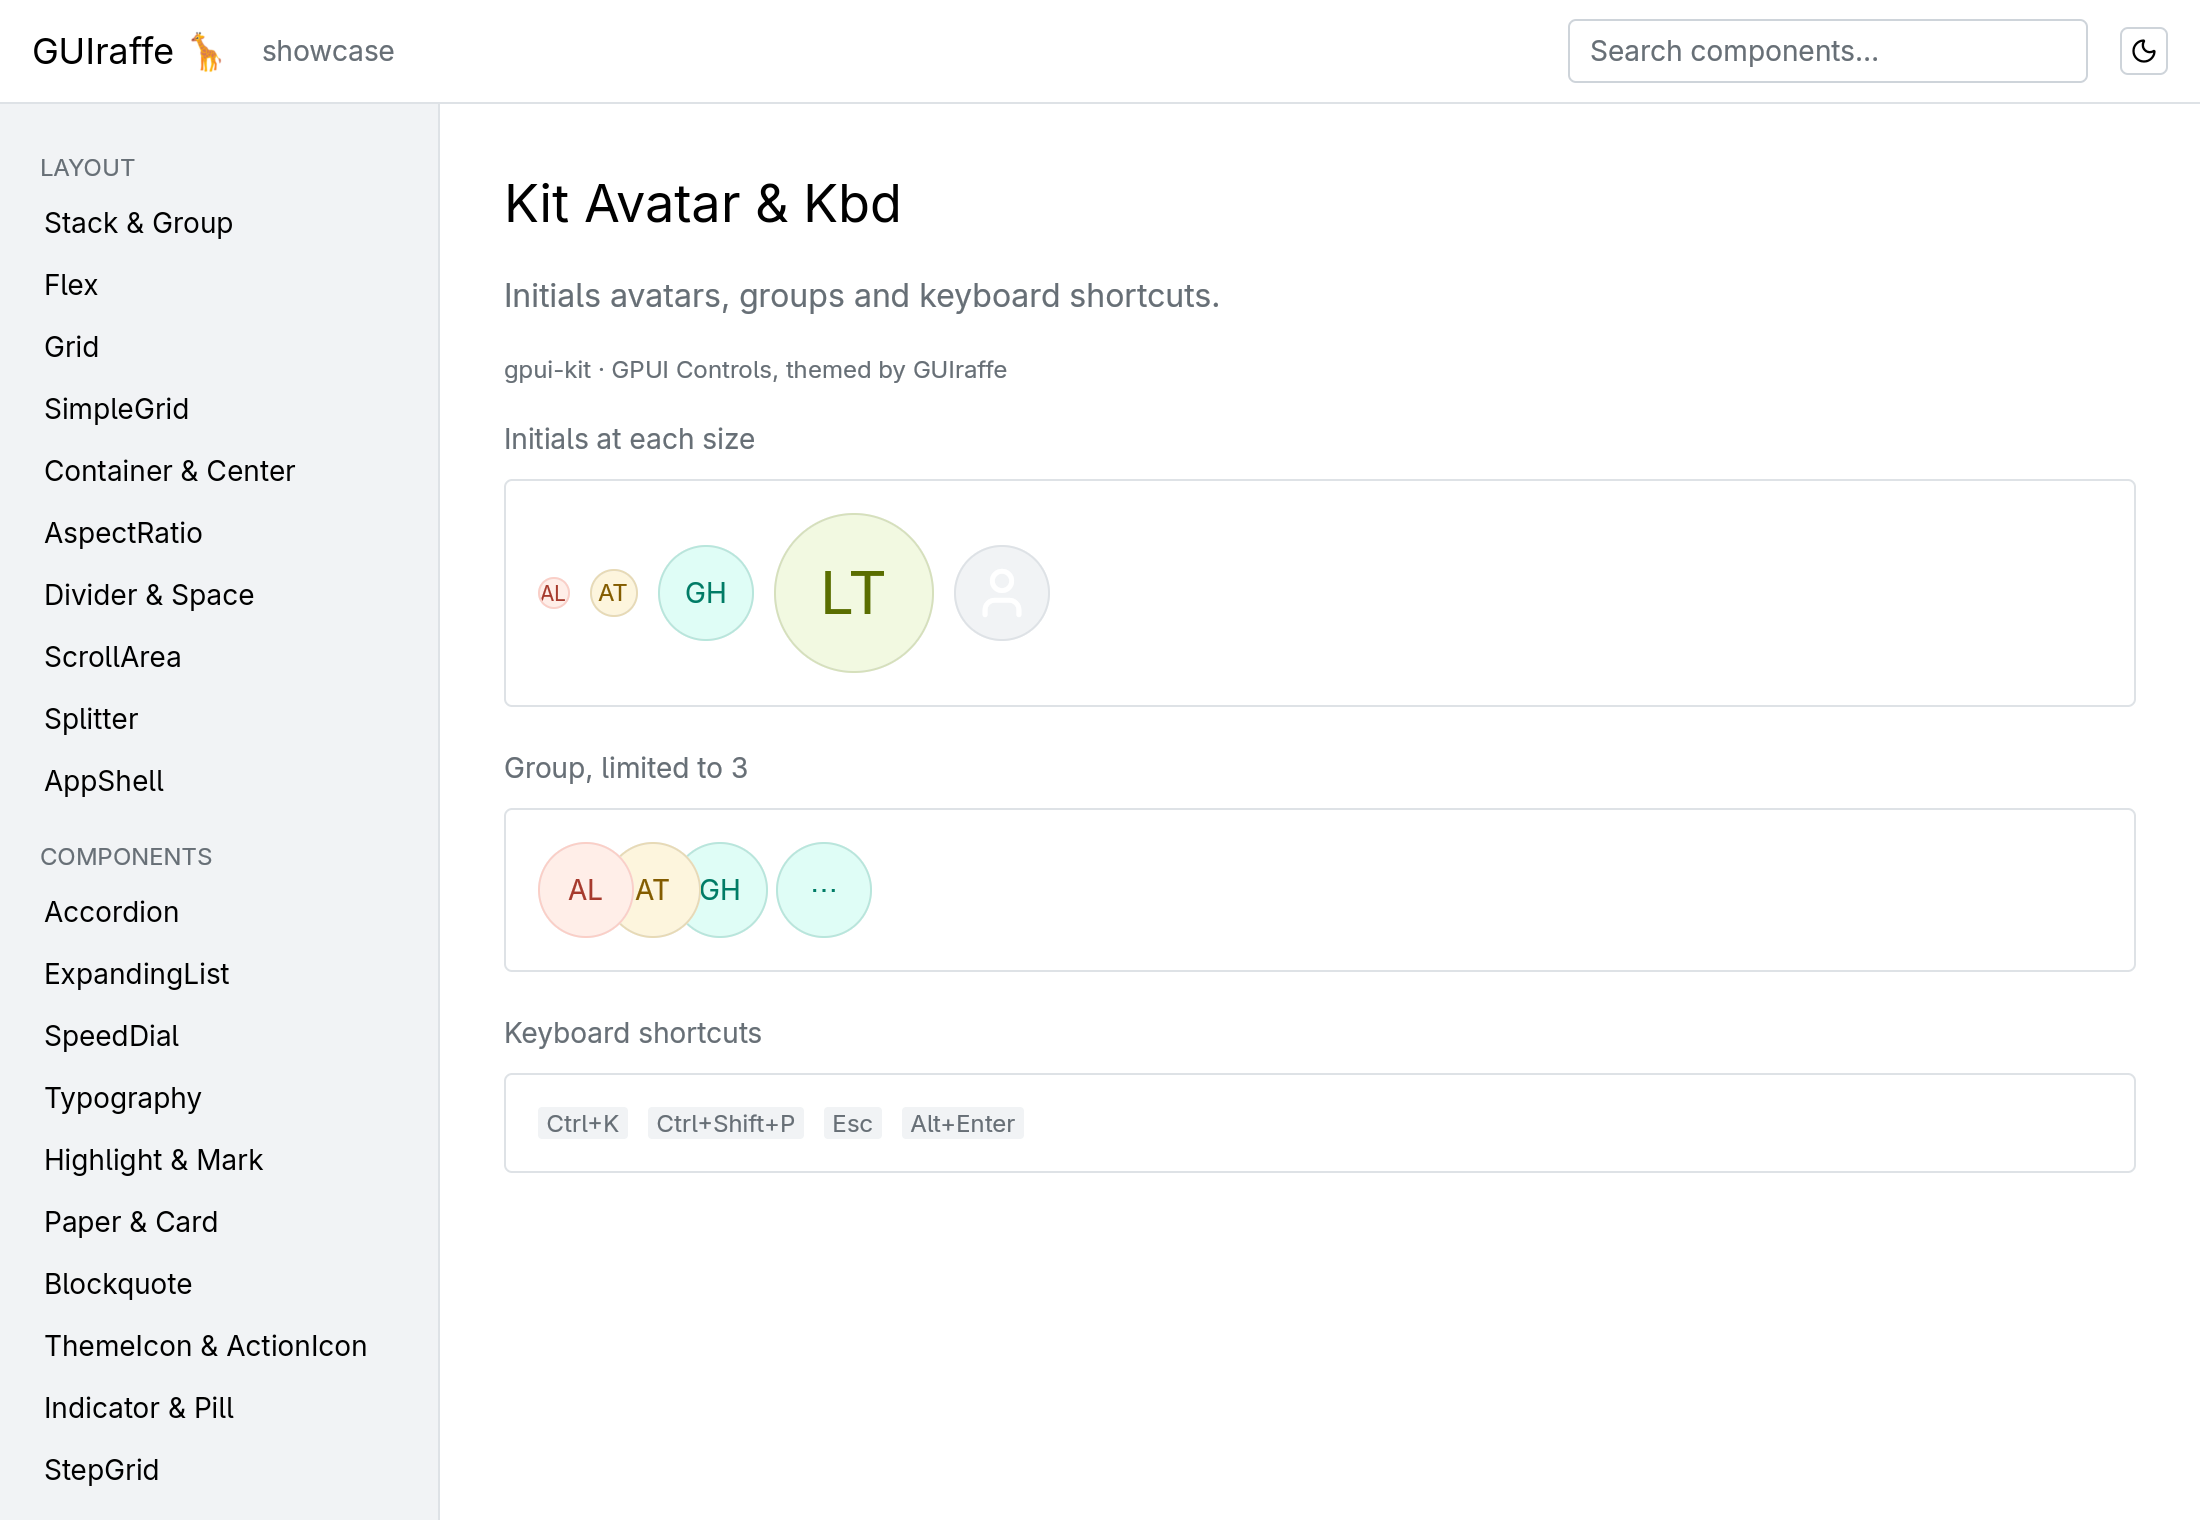 GUIraffe 🦒 showcase Search components...
LAYOUT
Stack & Group
Flex
Grid
SimpleGrid
Container & Center
AspectRatio
Divider & Space
ScrollArea
Splitter
AppShell
COMPONENTS
Accordion
ExpandingList
SpeedDial
Typography
Highlight & Mark
Paper & Card
Blockquote
ThemeIcon & ActionIcon
Indicator & Pill
StepGrid
Kit Avatar & Kbd
Initials avatars, groups and keyboard shortcuts.
gpui-kit · GPUI Controls, themed by GUIraffe
Initials at each size
AL AT GH LT
Group, limited to 3
AL AT GH ···
Keyboard shortcuts
Ctrl+K Ctrl+Shift+P Esc Alt+Enter